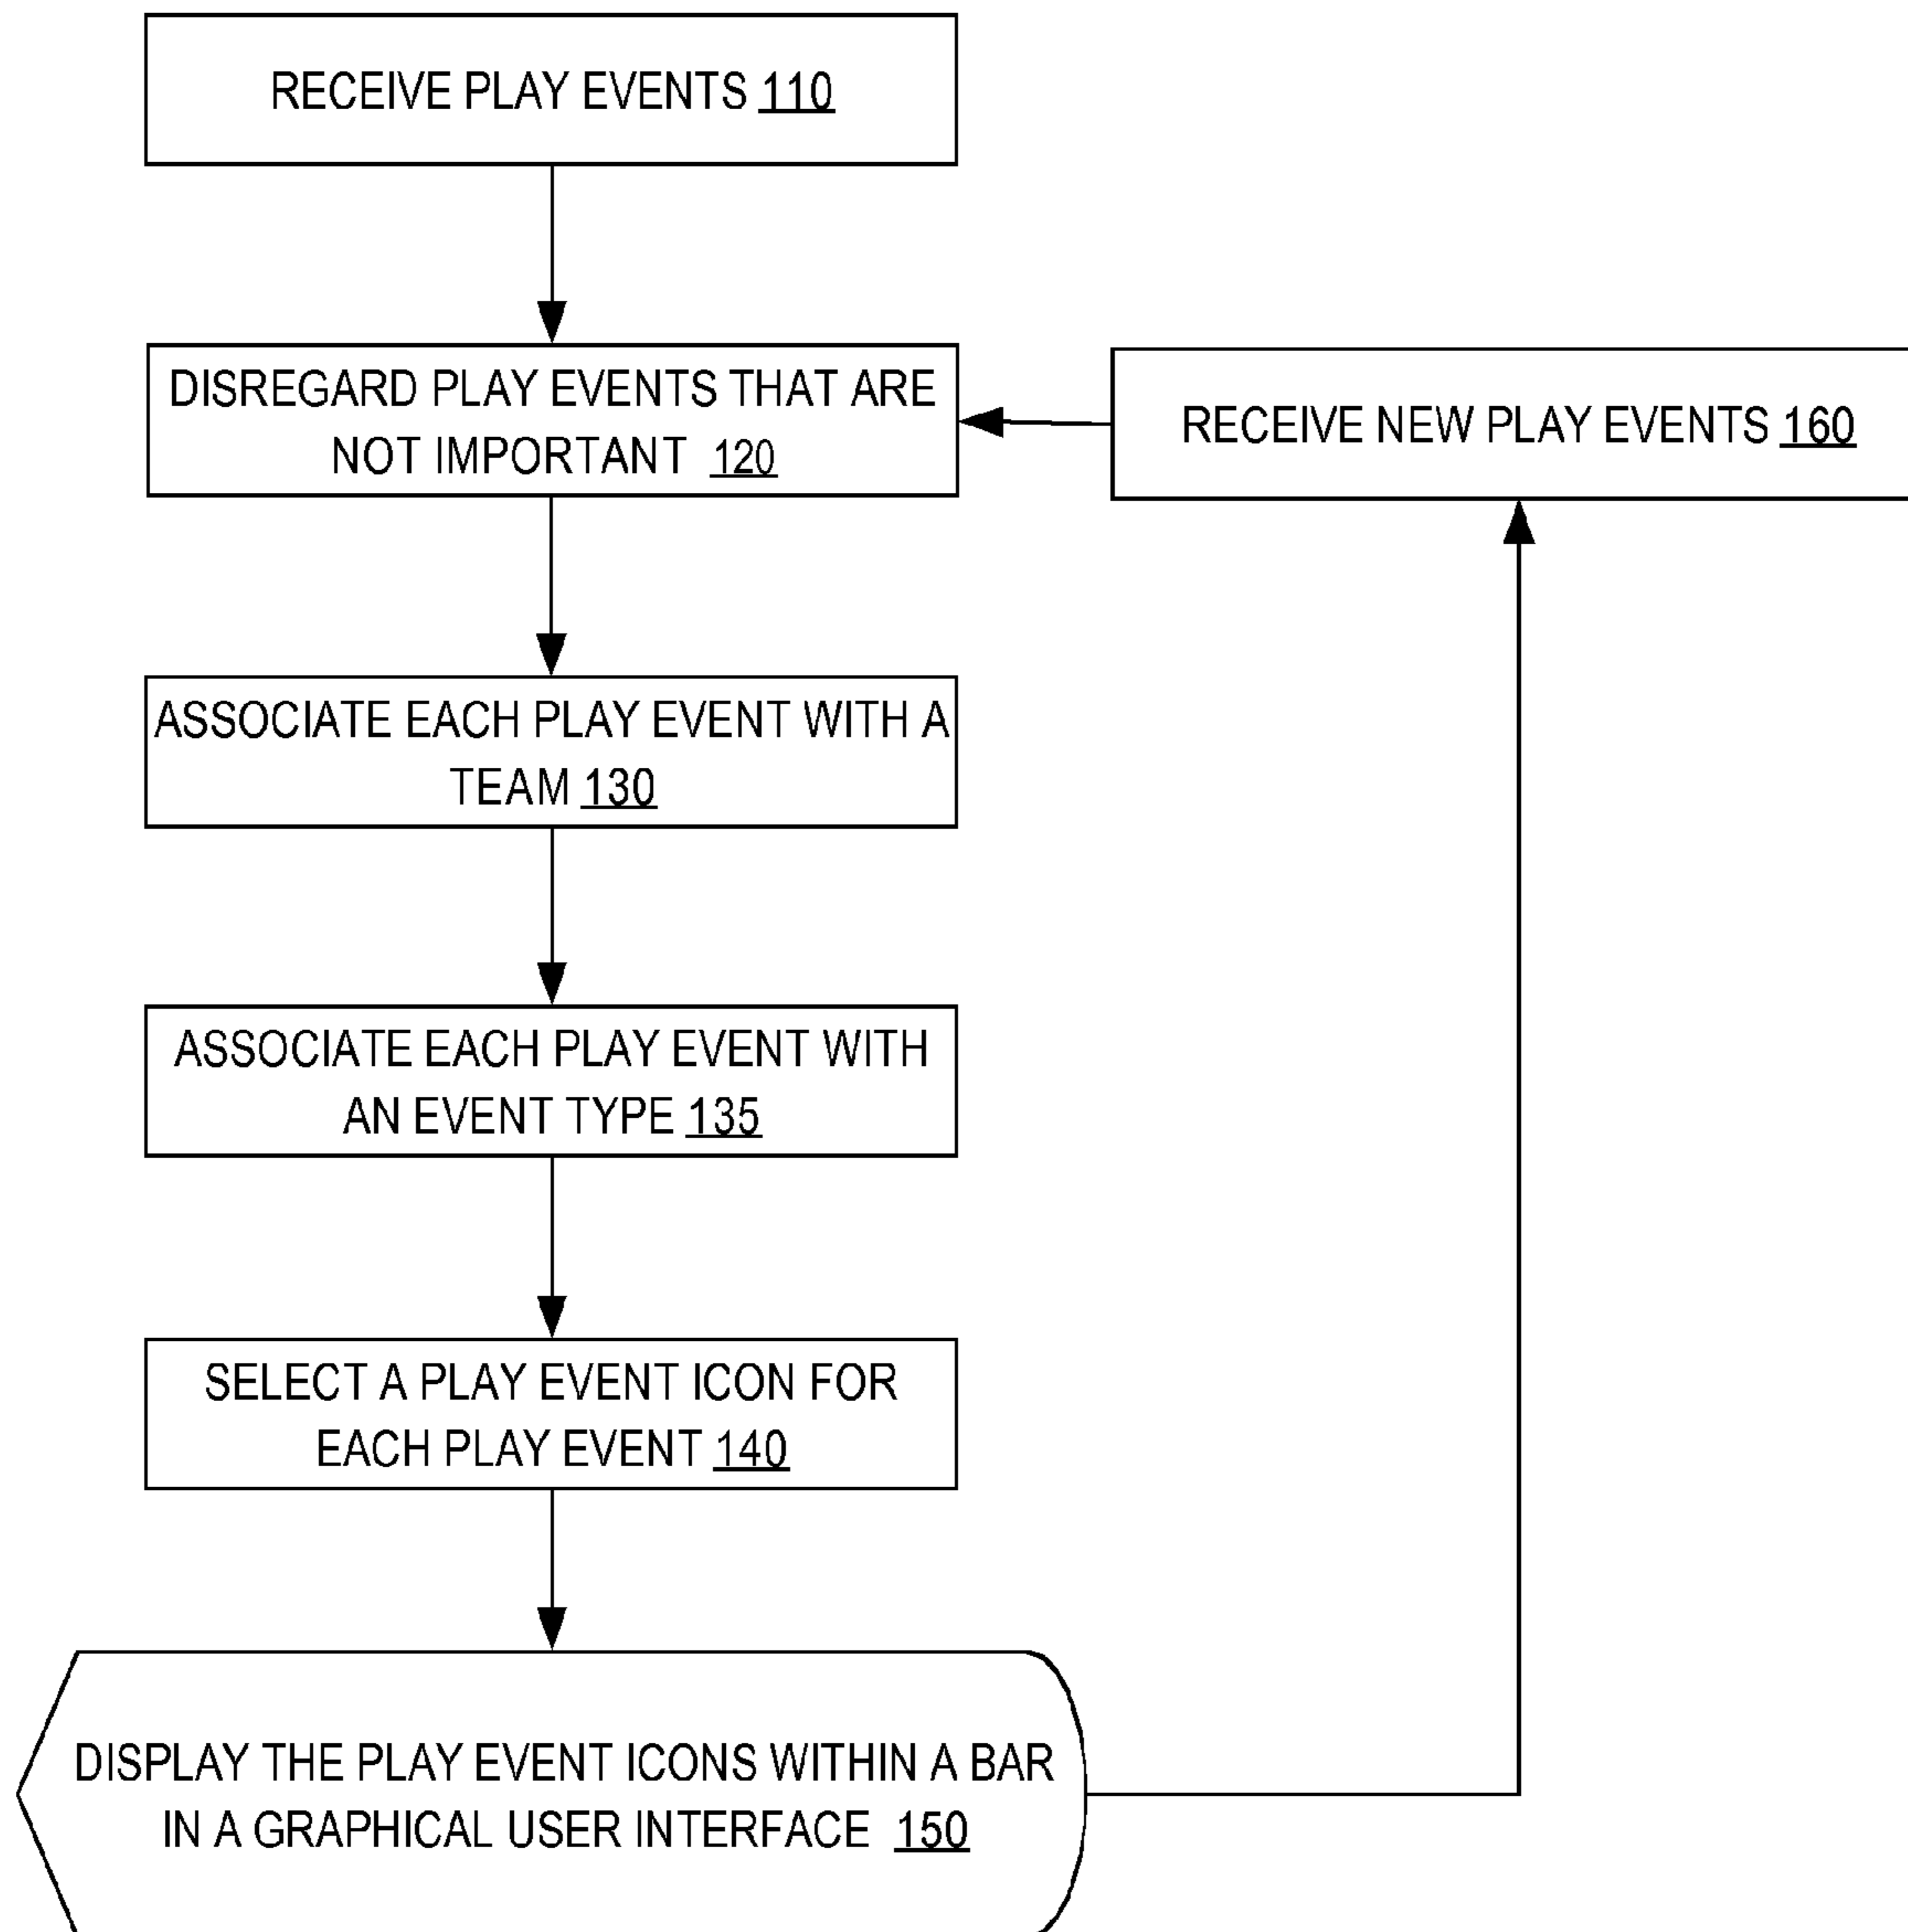 RECEIVE PLAY EVENTS 110
DISREGARD PLAY EVENTS THAT ARE
NOT IMPORTANT 120
RECEIVE NEW PLAY EVENTS 160
ASSOCIATE EACH PLAY EVENT WITH A
TEAM 130
ASSOCIATE EACH PLAY EVENT WITH
AN EVENT TYPE 135
SELECT A PLAY EVENT ICON FOR
EACH PLAY EVENT 140
DISPLAY THE PLAY EVENT ICONS WITHIN A BAR
IN A GRAPHICAL USER INTERFACE 150